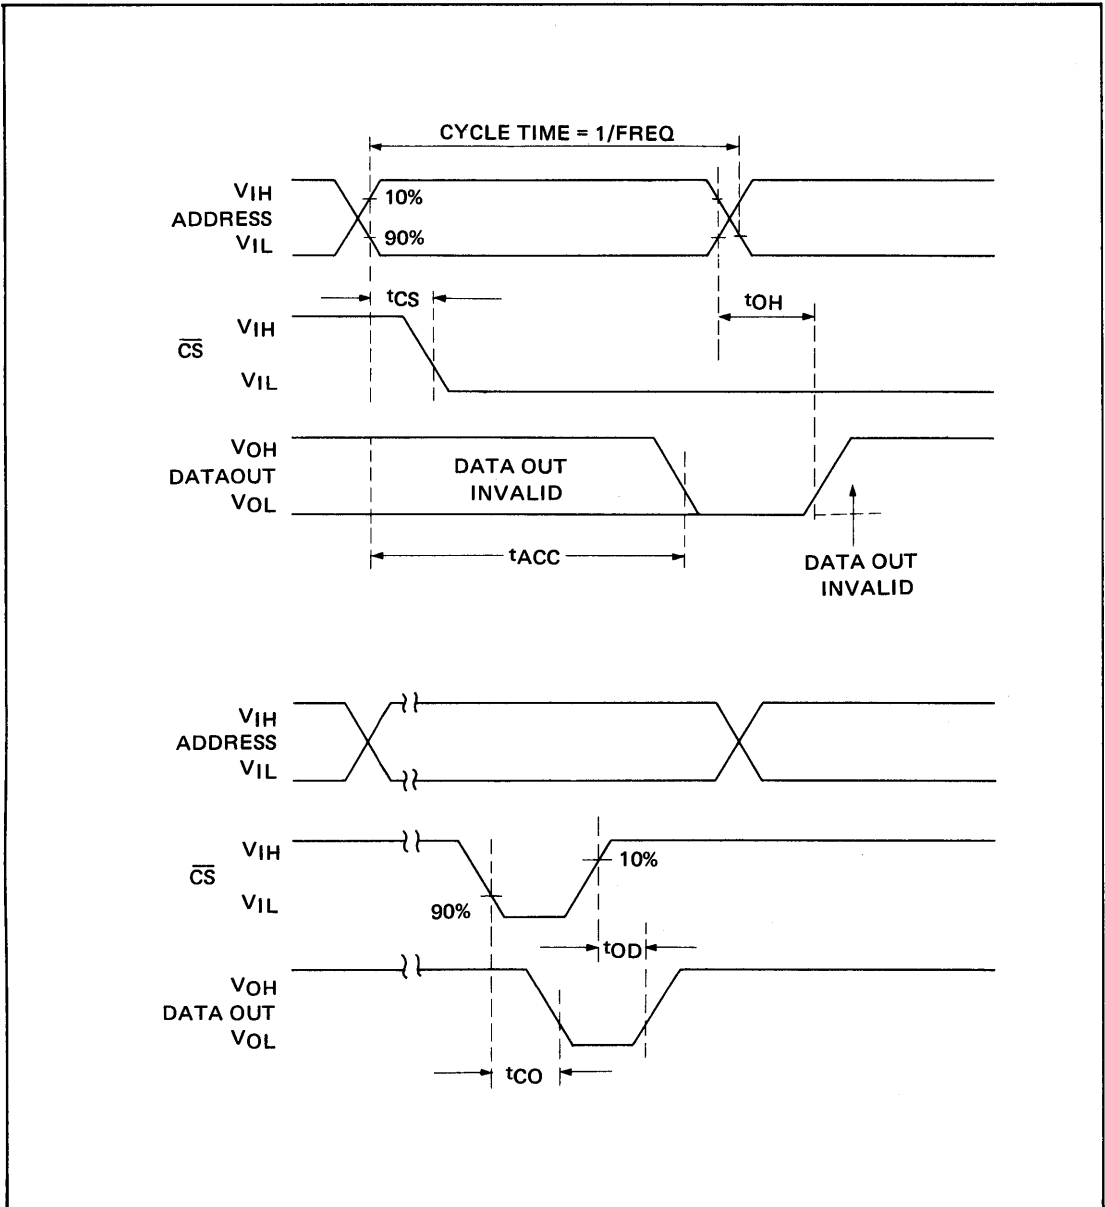 CYCLE TIME = 1/FREQ
VIH
10%
ADDRESS
VIL
90%
tCS
tOH
VIH
CS
VIL
VOH
DATA OUT
DATAOUT
INVALID
VOL
tACC
DATA OUT
INVALID
VIH
ADDRESS
VIL
VIH
10%
CS
VIL
90%
tOD
VOH
DATA OUT
VOL
tCO